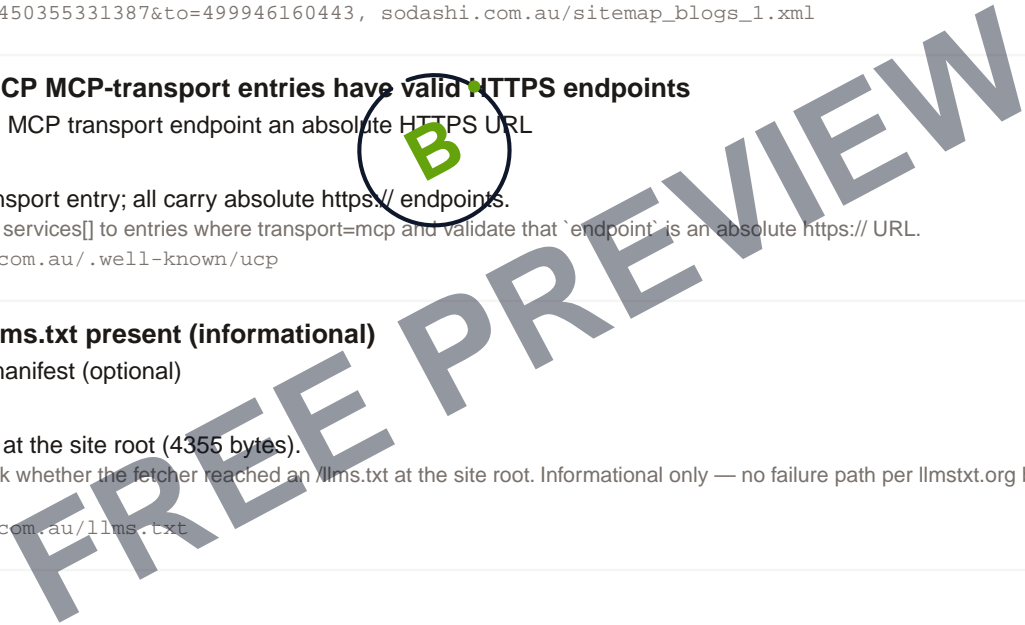 450355331387&to=499946160443, sodashi.com.au/sitemap_blogs_1.xml
CP MCP-transport entries have valid HTTPS endpoints
MCP transport endpoint an absolute HTTPS URL
B
nsport entry; all carry absolute https:// endpoints.
services[] to entries where transport=mcp and validate that `endpoint` is an absolute https:// URL.
com.au/.well-known/ucp
ms.txt present (informational)
nanifest (optional)
at the site root (4355 bytes).
k whether the fetcher reached an /llms.txt at the site root. Informational only — no failure path per llmstxt.org
com.au/llms.txt
FREE PREVIEW